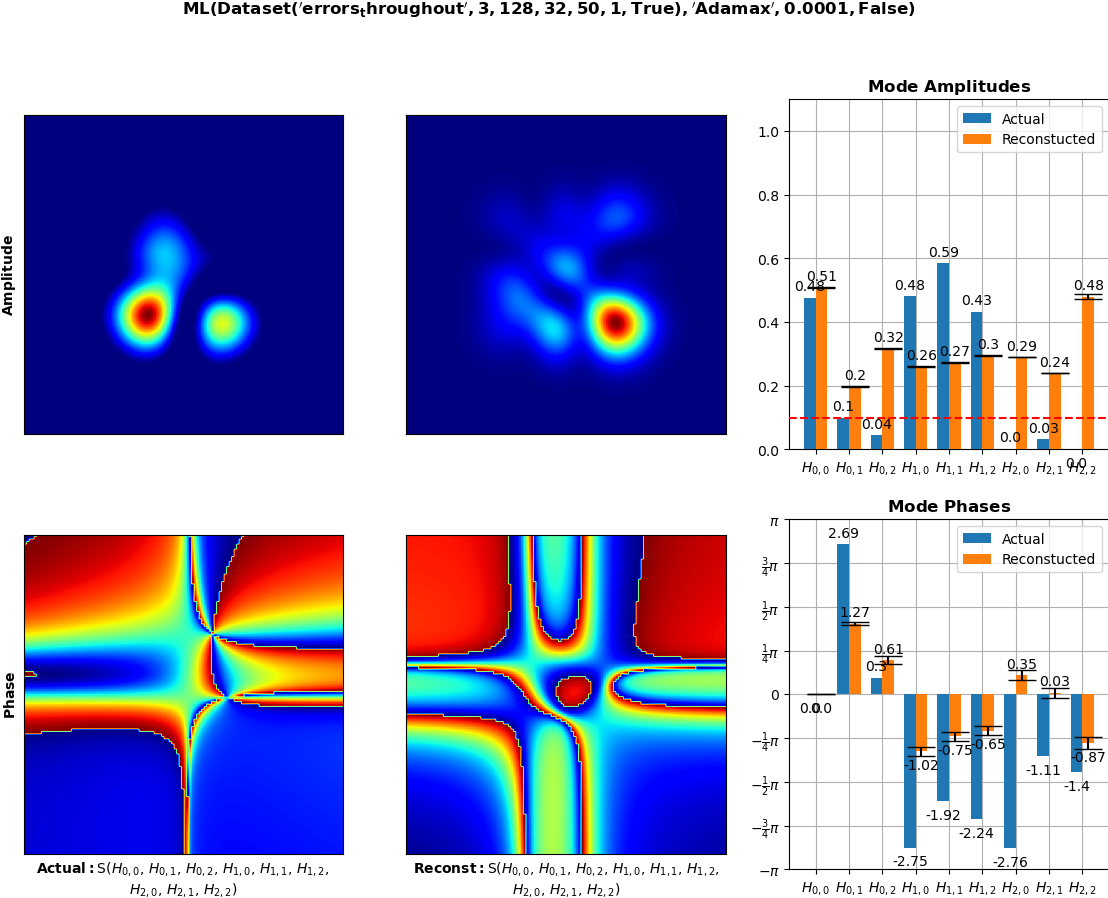 ML(Dataset('errors_throughout', 3, 128, 32, 50, 1, True), 'Adamax', 0.0001, False)
Amplitude
Mode Amplitudes
Actual
Reconstucted
1.0
0.8
0.6
0.4
0.2
0.0
0.48
0.51
0.1
0.2
0.04
0.32
0.48
0.26
0.59
0.27
0.43
0.3
0.0
0.29
0.03
0.24
0.0
0.48
H0,0 H0,1 H0,2 H1,0 H1,1 H1,2 H2,0 H2,1 H2,2
Phase
Actual: S(H0,0, H0,1, H0,2, H1,0, H1,1, H1,2,
H2,0, H2,1, H2,2)
Reconst: S(H0,0, H0,1, H0,2, H1,0, H1,1, H1,2,
H2,0, H2,1, H2,2)
Mode Phases
Actual
Reconstucted
π
3/4π
1/2π
1/4π
0
−1/4π
−1/2π
−3/4π
−π
0.0
0.0
2.69
1.27
0.3
0.61
-2.75
-1.02
-1.92
-0.75
-2.24
-0.65
-2.76
0.35
-1.11
0.03
-1.4
-0.87
H0,0 H0,1 H0,2 H1,0 H1,1 H1,2 H2,0 H2,1 H2,2